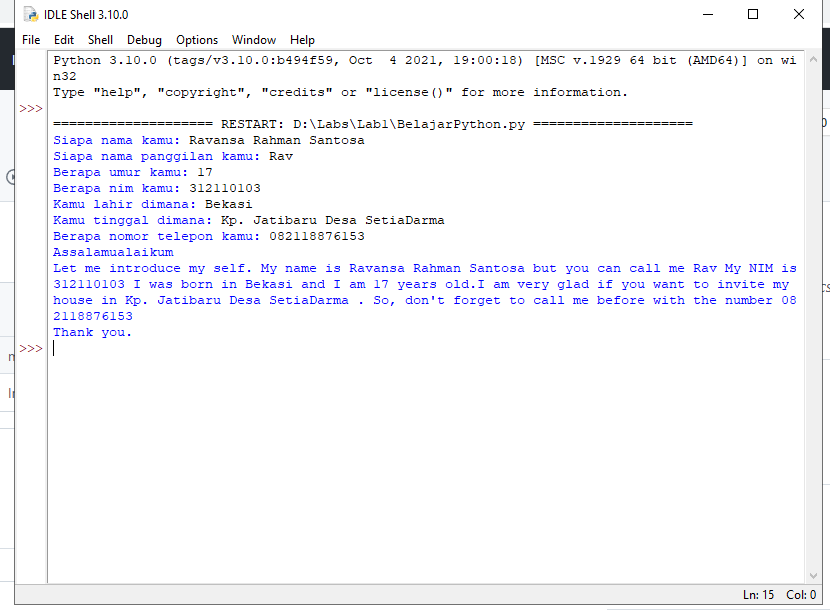 IDLE Shell 3.10.0
File Edit Shell Debug Options Window Help
Python 3.10.0 (tags/v3.10.0:b494f59, Oct  4 2021, 19:00:18) [MSC v.1929 64 bit (AMD64)] on wi
n32
Type "help", "copyright", "credits" or "license()" for more information.
>>>
==================== RESTART: D:\Labs\Lab1\BelajarPython.py ====================
Siapa nama kamu: Ravansa Rahman Santosa
Siapa nama panggilan kamu: Rav
Berapa umur kamu: 17
Berapa nim kamu: 312110103
Kamu lahir dimana: Bekasi
Kamu tinggal dimana: Kp. Jatibaru Desa SetiaDarma
Berapa nomor telepon kamu: 082118876153
Assalamualaikum
Let me introduce my self. My name is Ravansa Rahman Santosa but you can call me Rav My NIM is
312110103 I was born in Bekasi and I am 17 years old.I am very glad if you want to invite my
house in Kp. Jatibaru Desa SetiaDarma . So, don't forget to call me before with the number 08
2118876153
Thank you.
>>>
Ln: 15 Col: 0